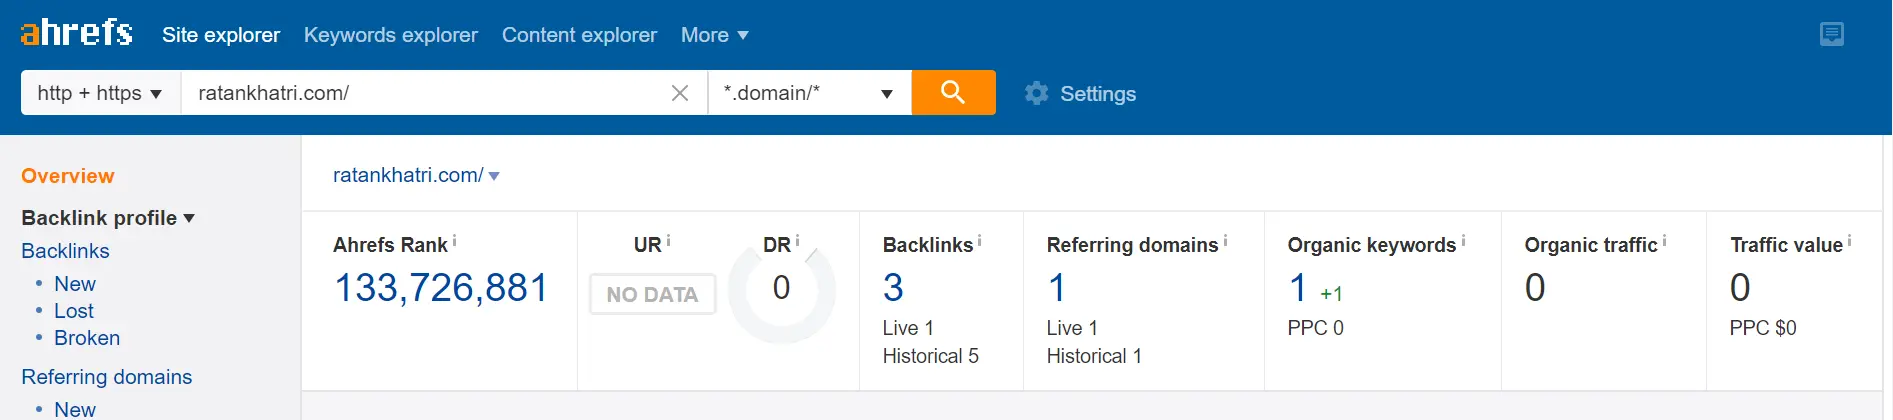 ahrefs Site explorer Keywords explorer Content explorer More
http + https ratankhatri.com/ *.domain/* Settings
Overview
Backlink profile
Backlinks
• New
• Lost
• Broken
Referring domains
• New
ratankhatri.com/
Ahrefs Rank i
133,726,881
UR i
NO DATA
DR i
0
Backlinks i
3
Live 1
Historical 5
Referring domains i
1
Live 1
Historical 1
Organic keywords i
1 +1
PPC 0
Organic traffic i
0
Traffic value i
0
PPC $0